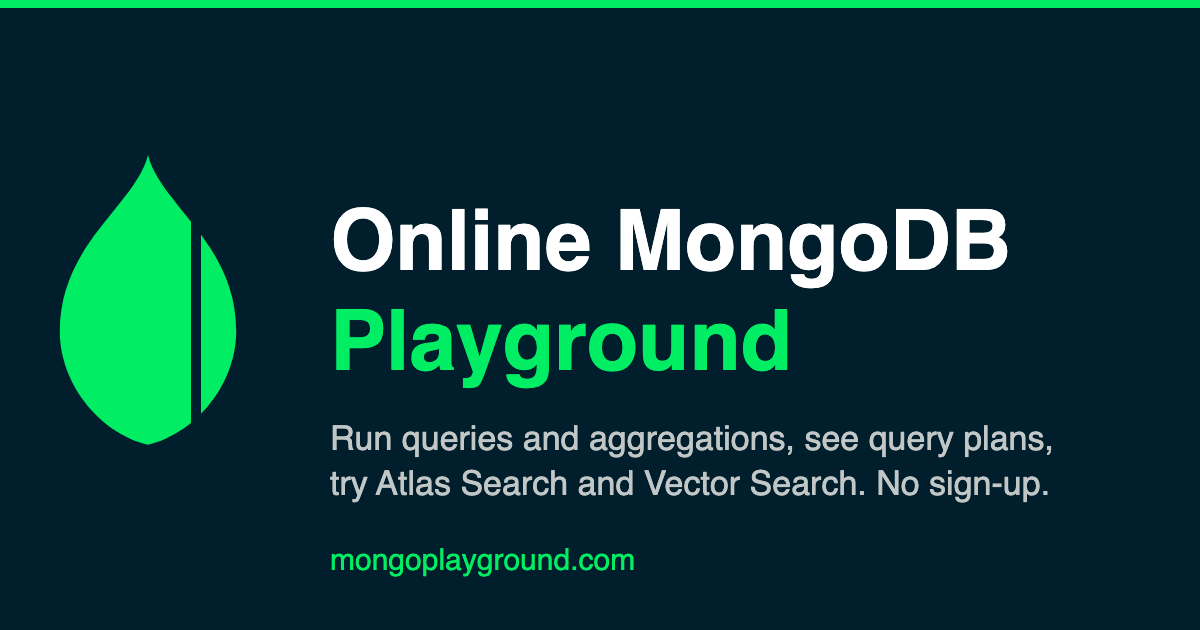 Online MongoDB
Playground
Run queries and aggregations, see query plans,
try Atlas Search and Vector Search. No sign-up.
mongoplayground.com